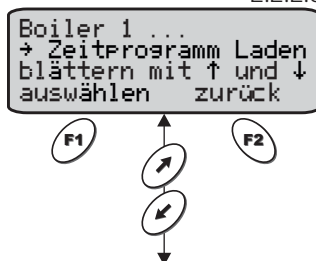 Boiler 1 ...
→ Zeitprogramm Laden
blättern mit ↑ und ↓
auswählen zurück
F1 F2